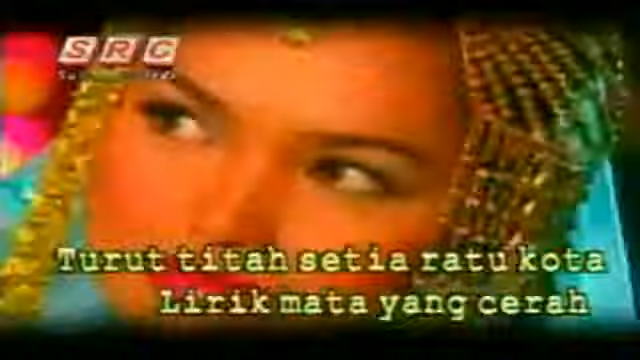 SRC
Turut titah setia ratu kota
Lirik mata yang cerah